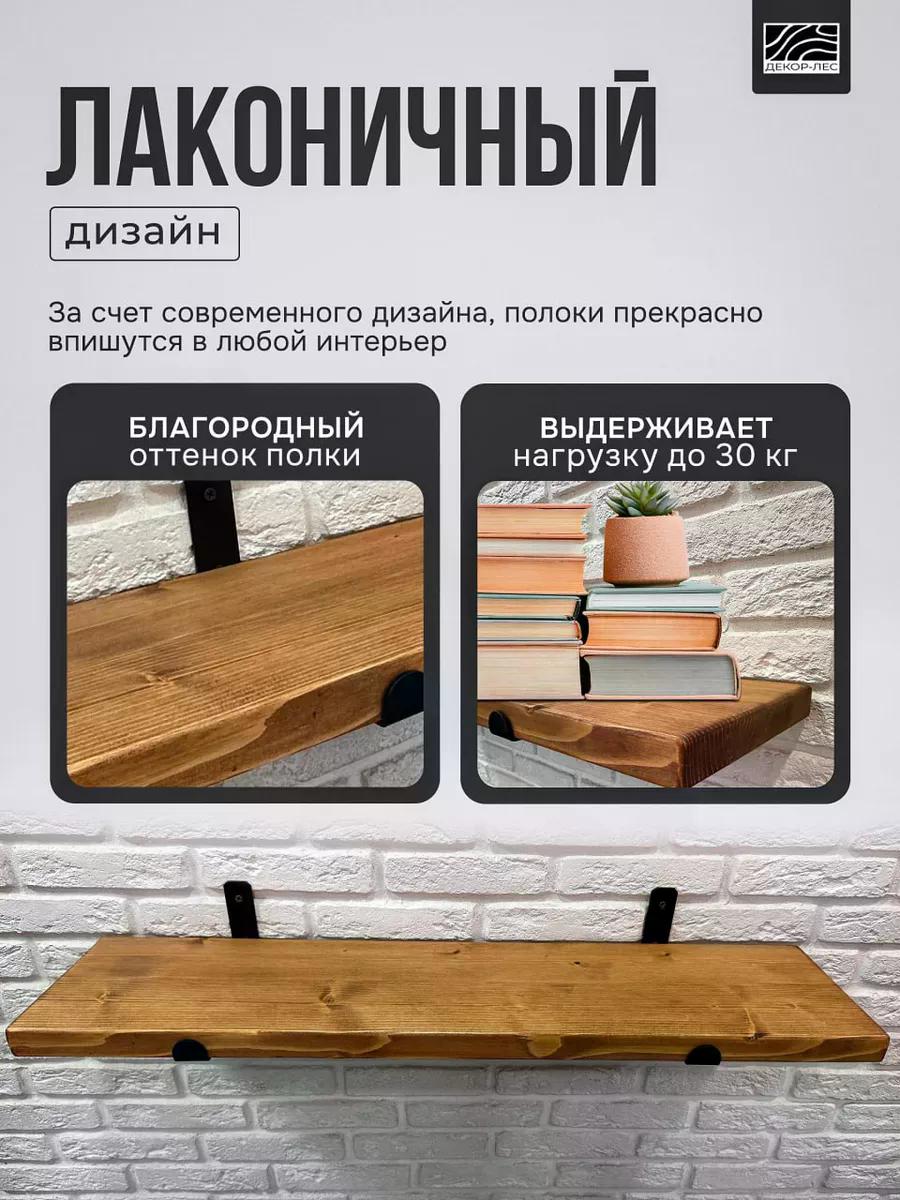 ДЕКОР-ЛЕС
ЛАКОНИЧНЫЙ
дизайн
За счет современного дизайна, полоки прекрасно
впишутся в любой интерьер
БЛАГОРОДНЫЙ
оттенок полки
ВЫДЕРЖИВАЕТ
нагрузку до 30 кг